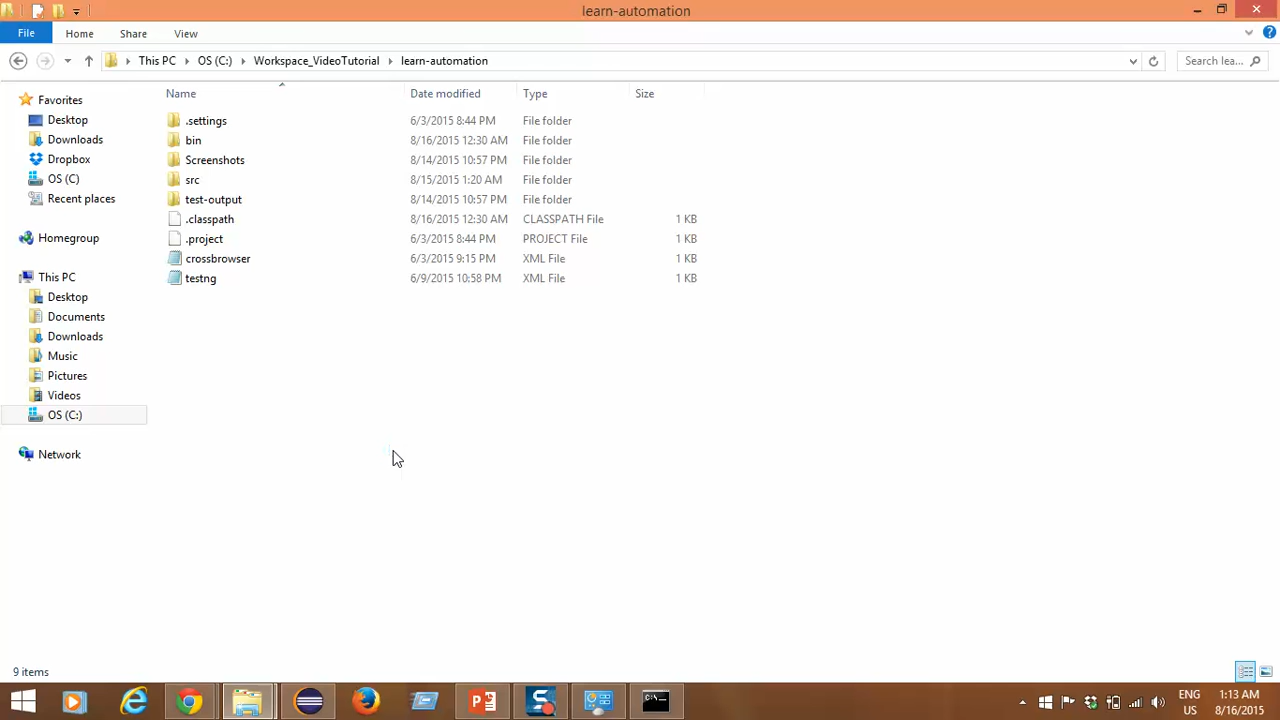 learn-automation
File Home Share View
This PC OS (C:) Workspace_VideoTutorial learn-automation Search lea...
Name Date modified Type Size
Favorites
Desktop
Downloads
Dropbox
OS (C)
Recent places
Homegroup
This PC
Desktop
Documents
Downloads
Music
Pictures
Videos
OS (C:)
Network
.settings 6/3/2015 8:44 PM File folder
bin 8/16/2015 12:30 AM File folder
Screenshots 8/14/2015 10:57 PM File folder
src 8/15/2015 1:20 AM File folder
test-output 8/14/2015 10:57 PM File folder
.classpath 8/16/2015 12:30 AM CLASSPATH File 1 KB
.project 6/3/2015 8:44 PM PROJECT File 1 KB
crossbrowser 6/3/2015 9:15 PM XML File 1 KB
testng 6/9/2015 10:58 PM XML File 1 KB
9 items
ENG 1:13 AM
US 8/16/2015